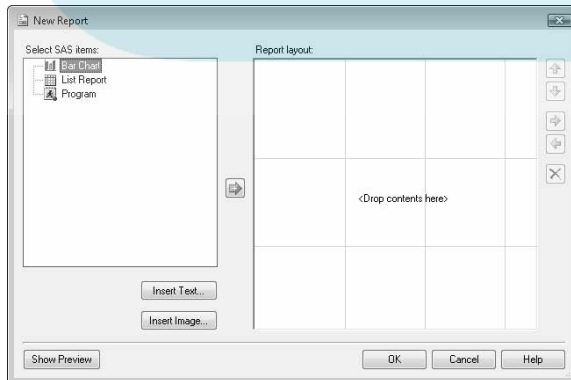 New Report
Select SAS items:
Bar Chart
List Report
Program
Report layout:
<Drop contents here>
Insert Text...
Insert Image...
Show Preview
OK
Cancel
Help